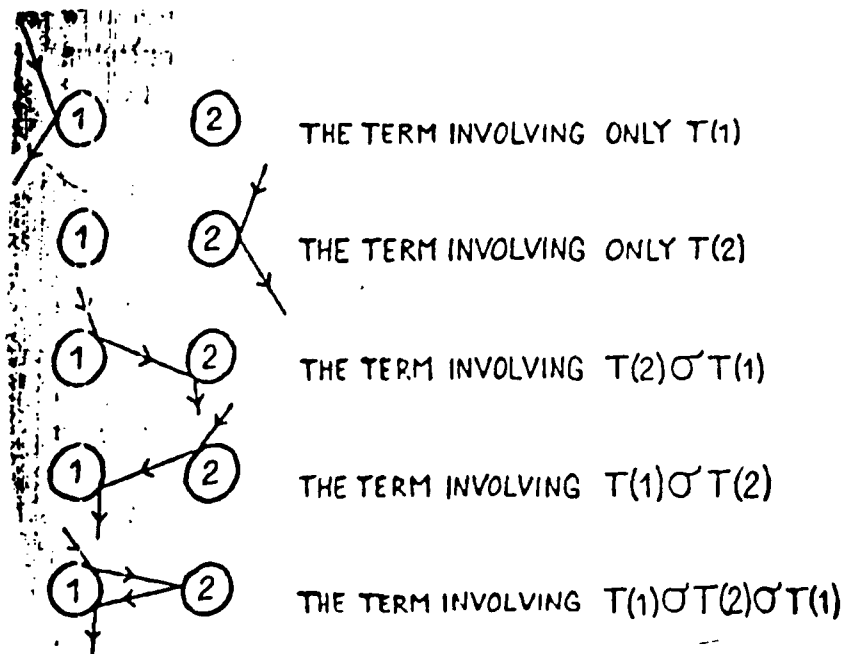 1 2 THE TERM INVOLVING ONLY T(1)
1 2 THE TERM INVOLVING ONLY T(2)
1 2 THE TERM INVOLVING T(2)σT(1)
1 2 THE TERM INVOLVING T(1)σT(2)
1 2 THE TERM INVOLVING T(1)σT(2)σT(1)